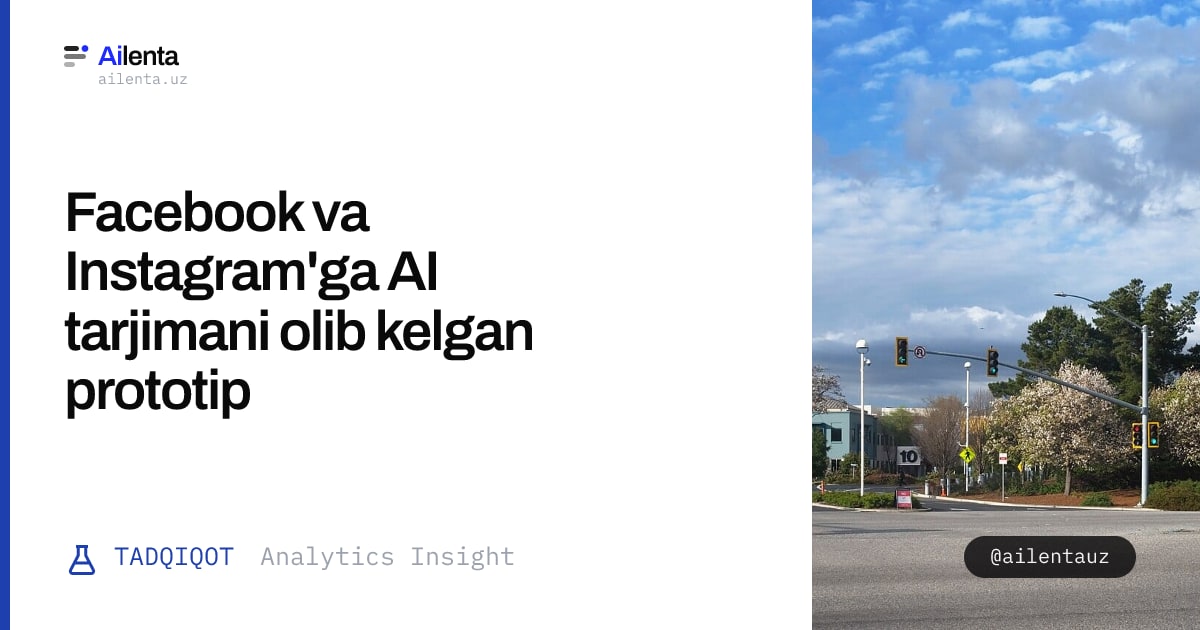 Ailenta
ailenta.uz
Facebook va
Instagram'ga AI
tarjimani olib kelgan
prototip
TADQIQOT Analytics Insight
10
@ailentauz